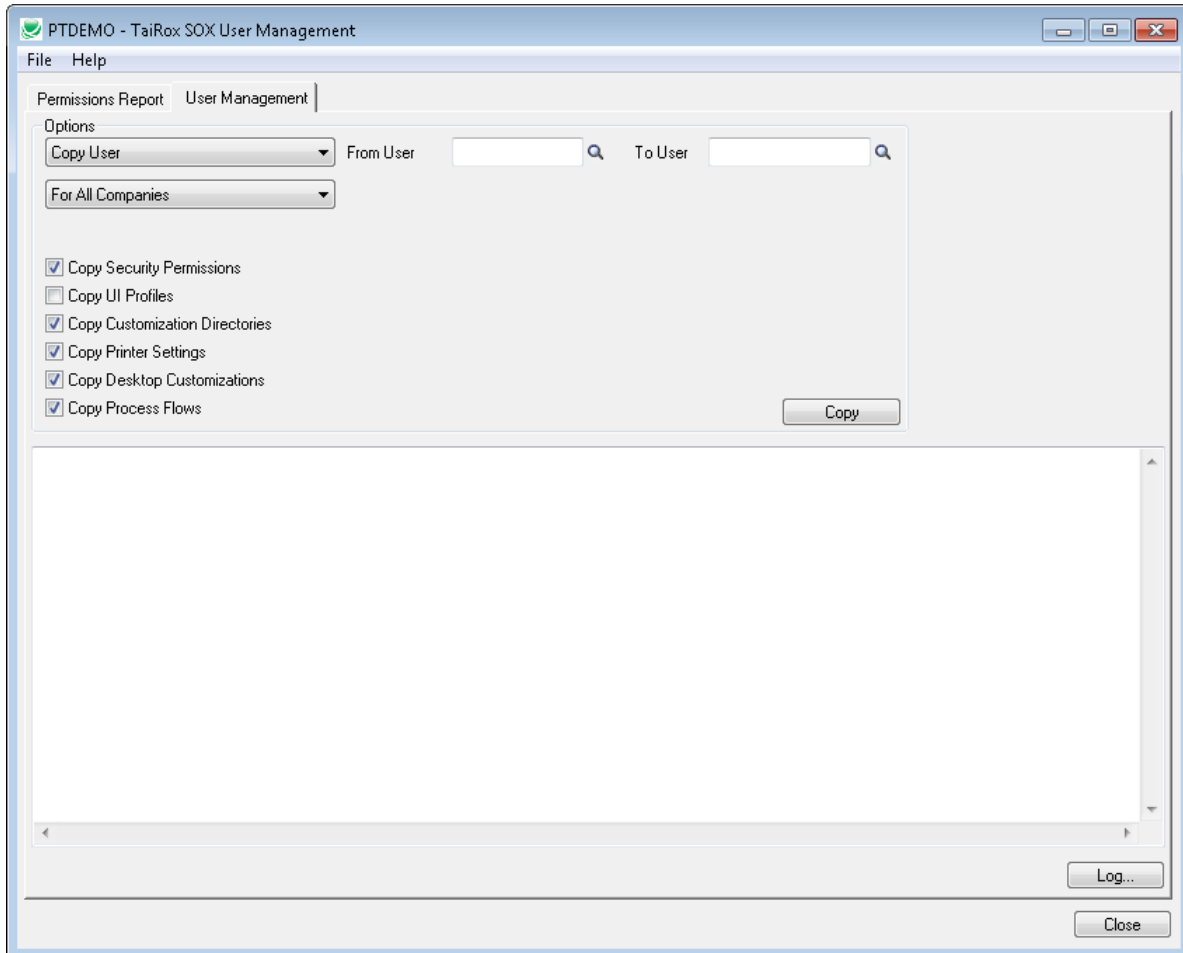 PTDEMO - TaiRox SOX User Management
File Help
Permissions Report User Management
Options
Copy User From User To User
For All Companies
Copy Security Permissions
Copy UI Profiles
Copy Customization Directories
Copy Printer Settings
Copy Desktop Customizations
Copy Process Flows Copy
Log...
Close